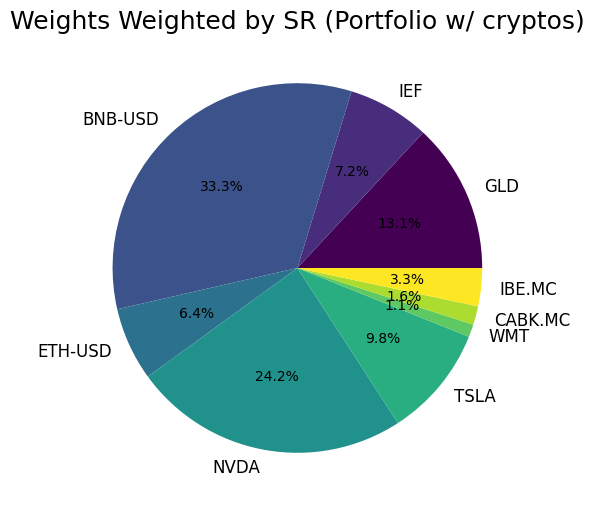 Weights Weighted by SR (Portfolio w/ cryptos)
IEF
BNB-USD
7.2%
33.3%
GLD
13.1%
3.3%
IBE.MC
1.6%
1.1%
CABK.MC
6.4%
WMT
9.8%
ETH-USD
24.2%
TSLA
NVDA